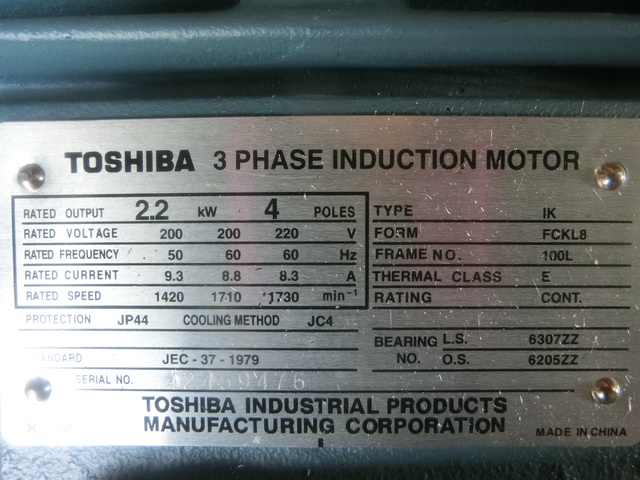 TOSHIBA 3 PHASE INDUCTION MOTOR
RATED OUTPUT 2.2 kW 4 POLES
RATED VOLTAGE 200 200 220 V
RATED FREQUENCY 50 60 60 Hz
RATED CURRENT 9.3 8.8 8.3 A
RATED SPEED 1420 1710 1730 min⁻¹
TYPE IK
FORM FCKL8
FRAME NO. 100L
THERMAL CLASS E
RATING CONT.
PROTECTION JP44 COOLING METHOD JC4
BEARING NO. L.S. 6307ZZ
O.S. 6205ZZ
JEC-37-1979
SERIAL NO.
TOSHIBA INDUSTRIAL PRODUCTS
MANUFACTURING CORPORATION
MADE IN CHINA